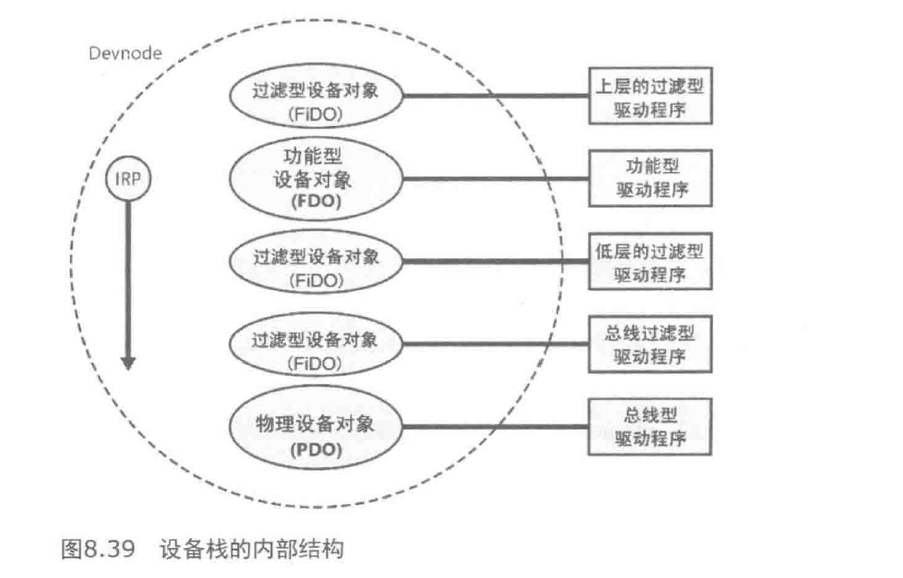 Devnode
过滤型设备对象
(FiDO)
上层的过滤型
驱动程序
IRP
功能型
设备对象
(FDO)
功能型
驱动程序
过滤型设备对象
(FiDO)
低层的过滤型
驱动程序
过滤型设备对象
(FiDO)
总线过滤型
驱动程序
物理设备对象
(PDO)
总线型
驱动程序
图8.39 设备栈的内部结构